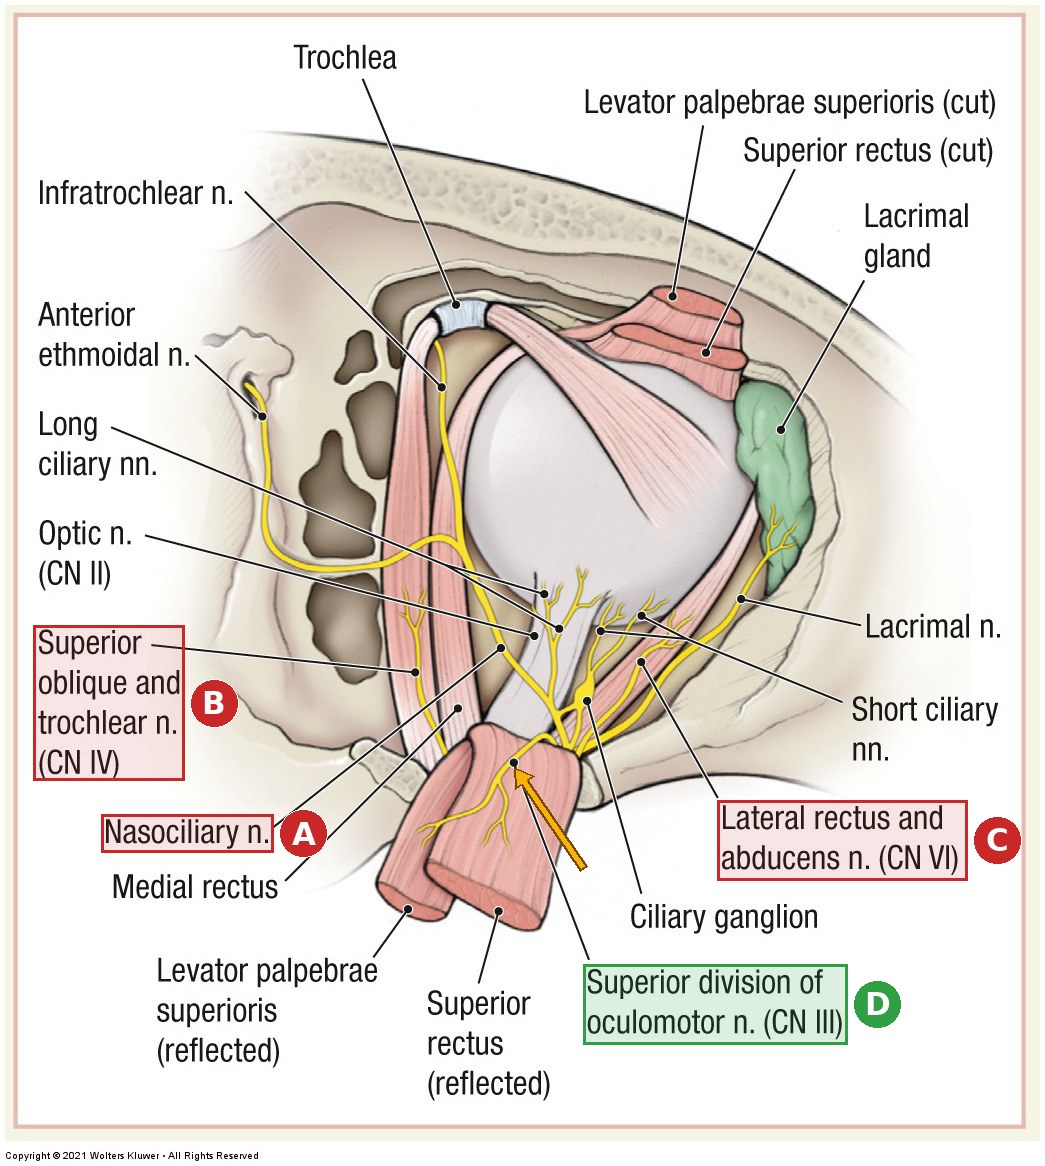 Trochlea
Levator palpebrae superioris (cut)
Superior rectus (cut)
Infratrochlear n.
Lacrimal
gland
Anterior
ethmoidal n.
Long
ciliary nn.
Optic n.
(CN II)
Superior
oblique and
trochlear n.
(CN IV)
B
Lacrimal n.
Short ciliary
nn.
Nasociliary n.
A
Lateral rectus and
abducens n. (CN VI)
C
Medial rectus
Ciliary ganglion
Levator palpebrae
superioris
(reflected)
Superior
rectus
(reflected)
Superior division of
oculomotor n. (CN III)
D
Copyright © 2021 Wolters Kluwer - All Rights Reserved